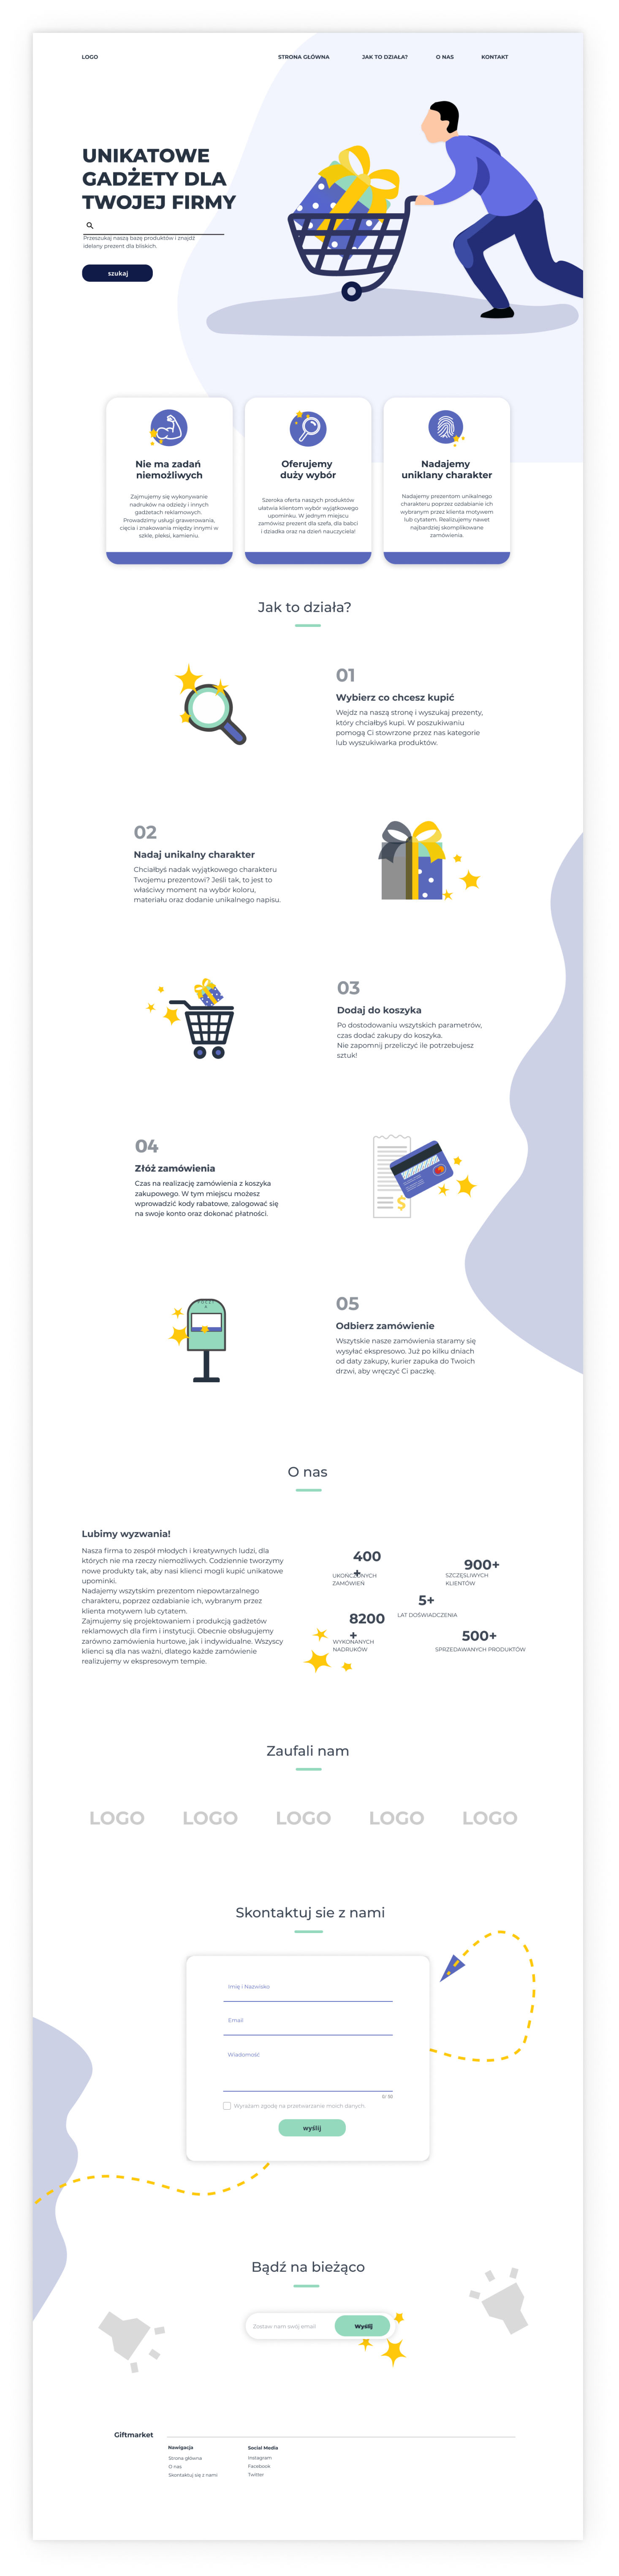 LOGO
STRONA GŁÓWNA
JAK TO DZIAŁA?
O NAS
KONTAKT
UNIKATOWE
GADŻETY DLA
TWOJEJ FIRMY
Przeszukaj naszą bazę produktów i znajdź
idelany prezent dla bliskich.
szukaj
Nie ma zadań
niemożliwych
Zajmujemy się wykonywanie
nadruków na odzieży i innych
gadżetach reklamowych.
Prowadzimy usługi grawerowania,
cięcia i znakowania między innymi w
szkle, pleksi, kamieniu.
Oferujemy
duży wybór
Szeroka oferta naszych produktów
ułatwia klientom wybór wyjątkowego
upominku. W jednym miejscu
zamówisz prezent dla szefa, dla babci
i dziadka oraz na dzień nauczyciela!
Nadajemy
uniklany charakter
Nadajemy prezentom unikalnego
charakteru poprzez ozdabianie ich
wybranym przez klienta motywem
lub cytatem. Realizujemy nawet
najbardziej skomplikowane
zamówienia.
Jak to działa?
01
Wybierz co chcesz kupić
Wejdz na naszą stronę i wyszukaj prezenty,
który chciałbyś kupi. W poszukiwaniu
pomogą Ci stowrzone przez nas kategorie
lub wyszukiwarka produktów.
02
Nadaj unikalny charakter
Chciałbyś nadak wyjątkowego charakteru
Twojemu prezentowi? Jeśli tak, to jest to
właściwy moment na wybór koloru,
materiału oraz dodanie unikalnego napisu.
03
Dodaj do koszyka
Po dostodowaniu wszytskich parametrów,
czas dodać zakupy do koszyka.
Nie zapomnij przeliczyć ile potrzebujesz
sztuk!
04
Złóż zamówienia
Czas na realizację zamówienia z koszyka
zakupowego. W tym miejscu możesz
wprowadzić kody rabatowe, zalogować się
na swoje konto oraz dokonać płatności.
$
05
Odbierz zamówienie
Wszytskie nasze zamówienia staramy się
wysyłać ekspresowo. Już po kilku dniach
od daty zakupy, kurier zapuka do Twoich
drzwi, aby wręczyć Ci paczkę.
O nas
Lubimy wyzwania!
Nasza firma to zespół młodych i kreatywnych ludzi, dla
których nie ma rzeczy niemożliwych. Codziennie tworzymy
nowe produkty tak, aby nasi klienci mogli kupić unikatowe
upominki.
Nadajemy wszytskim prezentom niepowtarzalnego
charakteru, poprzez ozdabianie ich, wybranym przez
klienta motywem lub cytatem.
Zajmujemy się projektowaniem i produkcją gadżetów
reklamowych dla firm i instytucji. Obecnie obsługujemy
zarówno zamówienia hurtowe, jak i indywidualne. Wszyscy
klienci są dla nas ważni, dlatego każde zamówienie
realizujemy w ekspresowym tempie.
400
+
UKOŃCZONYCH
ZAMÓWIEN
900+
SZCZĘŚLIWYCH
KLIENTÓW
5+
LAT DOŚWIADCZENIA
8200
+
WYKONANYCH
NADRUKÓW
500+
SPRZEDAWANYCH PRODUKTÓW
Zaufali nam
LOGO
LOGO
LOGO
LOGO
LOGO
Skontaktuj sie z nami
Imię i Nazwisko
Email
Wiadomość
0/ 50
Wyrażam zgodę na przetwarzenie moich danych.
wyślij
Bądź na bieżąco
Zostaw nam swój email
Wyślij
Giftmarket
Nawigacja
Strona główna
O nas
Skontaktuj się z nami
Social Media
Instagram
Facebook
Twitter